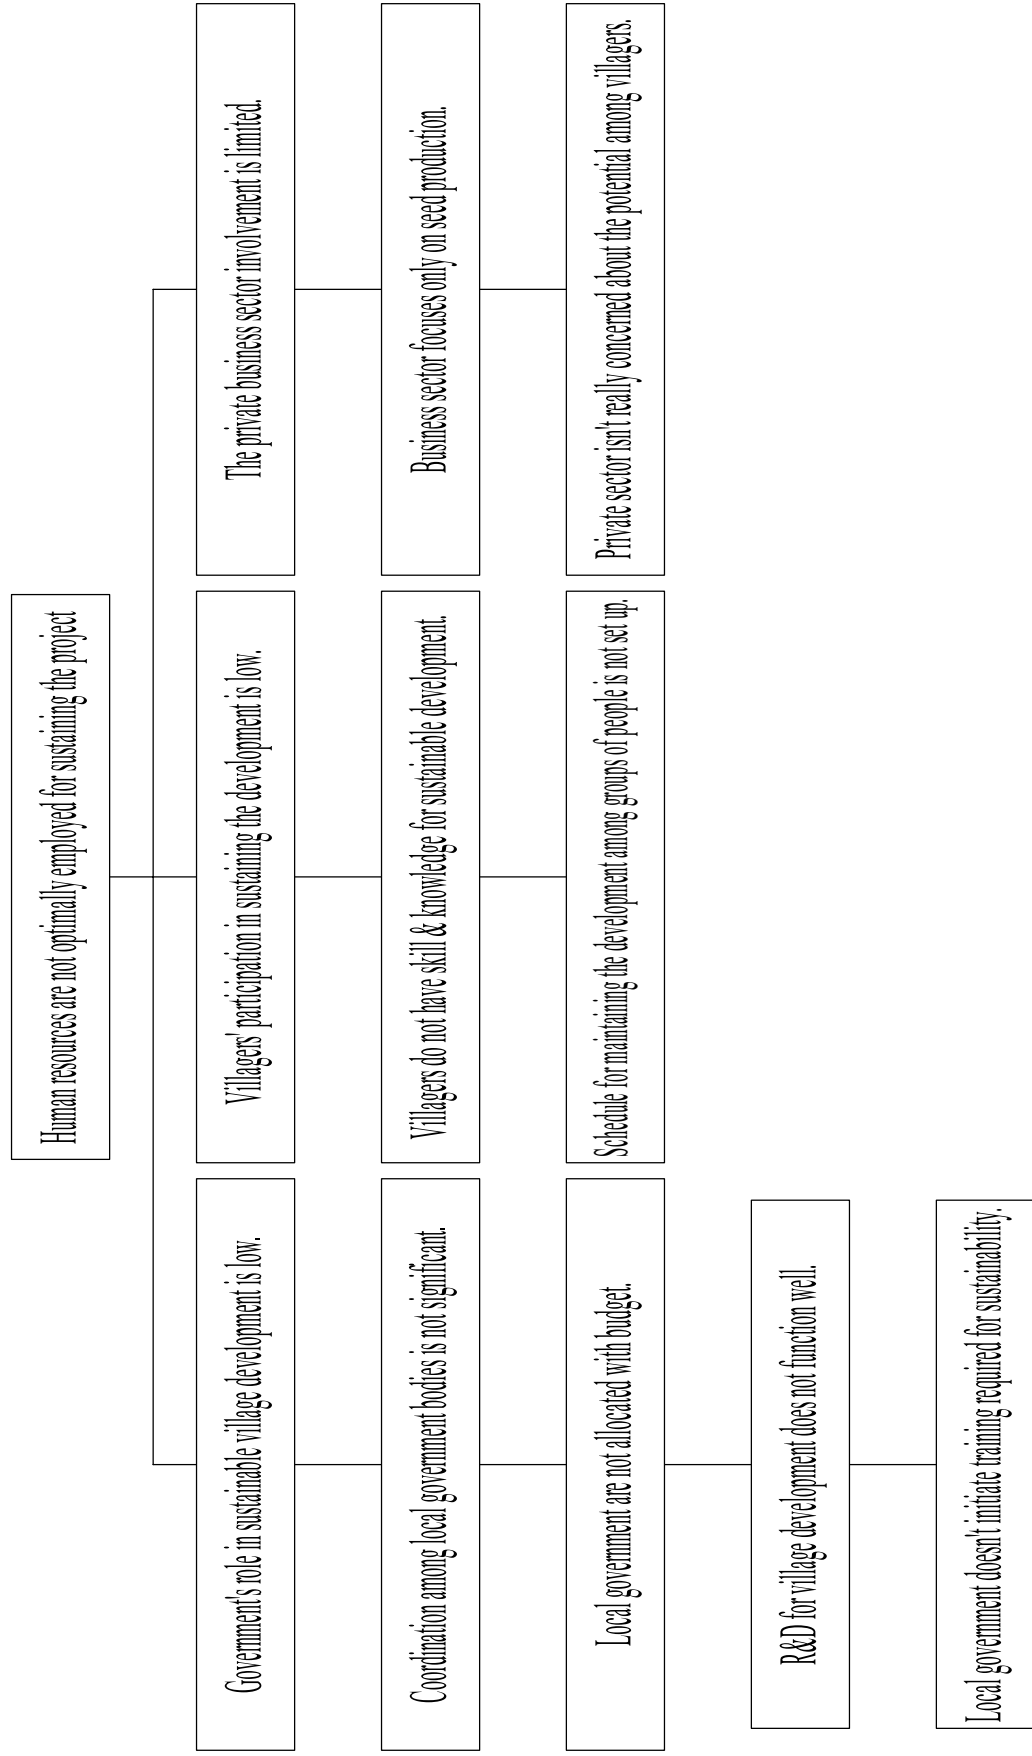 Human resources are not optimally employed for sustaining the project
Government's role in sustainable village development is low.
Villagers' participation in sustaining the development is low.
The private business sector involvement is limited.
Coordination among local government bodies is not significant.
Villagers do not have skill & knowledge for sustainable development.
Business sector focuses only on seed production.
Local government are not allocated with budget.
Schedule for maintaining the development among groups of people is not set up.
Private sector isn't really concerned about the potential among villagers.
R&D for village development does not function well.
Local government doesn't initiate training required for sustainability.